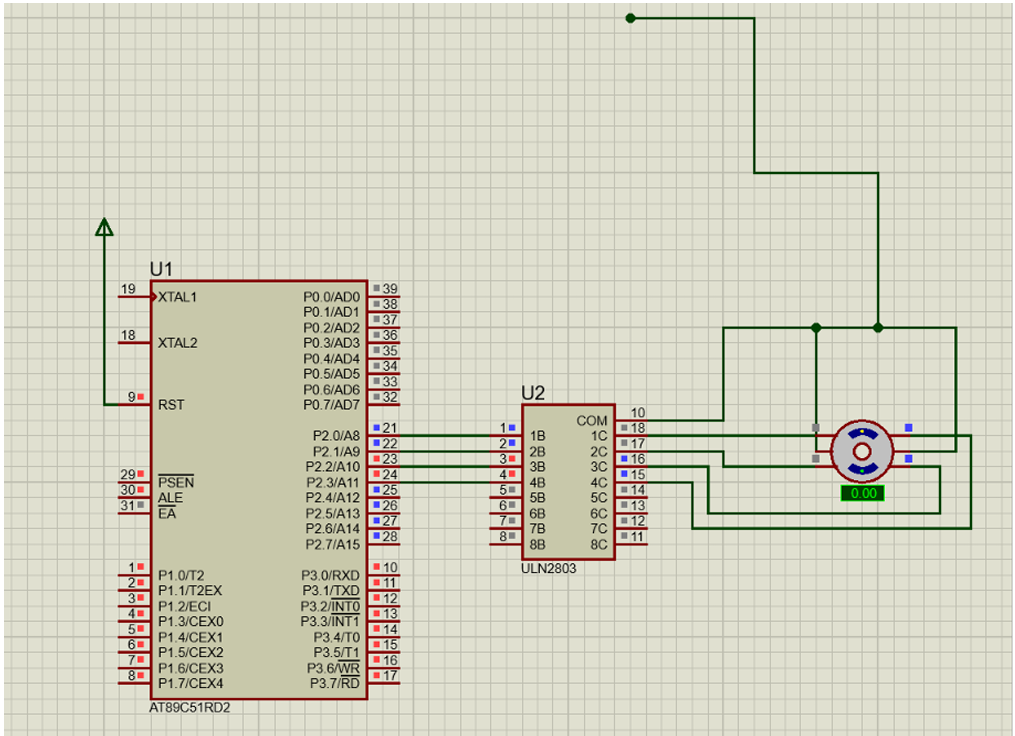 U1
19 XTAL1
18 XTAL2
9 RST
29 PSEN
30 ALE
31 EA
1 P1.0/T2
2 P1.1/T2EX
3 P1.2/ECI
4 P1.3/CEX0
5 P1.4/CEX1
6 P1.5/CEX2
7 P1.6/CEX3
8 P1.7/CEX4
P0.0/AD0 39
P0.1/AD1 38
P0.2/AD2 37
P0.3/AD3 36
P0.4/AD4 35
P0.5/AD5 34
P0.6/AD6 33
P0.7/AD7 32
P2.0/A8 21
P2.1/A9 22
P2.2/A10 23
P2.3/A11 24
P2.4/A12 25
P2.5/A13 26
P2.6/A14 27
P2.7/A15 28
P3.0/RXD 10
P3.1/TXD 11
P3.2/INT0 12
P3.3/INT1 13
P3.4/T0 14
P3.5/T1 15
P3.6/WR 16
P3.7/RD 17
AT89C51RD2
U2
COM 10
1 1B 1C 18
2 2B 2C 17
3 3B 3C 16
4 4B 4C 15
5 5B 5C 14
6 6B 6C 13
7 7B 7C 12
8 8B 8C 11
ULN2803
0.00